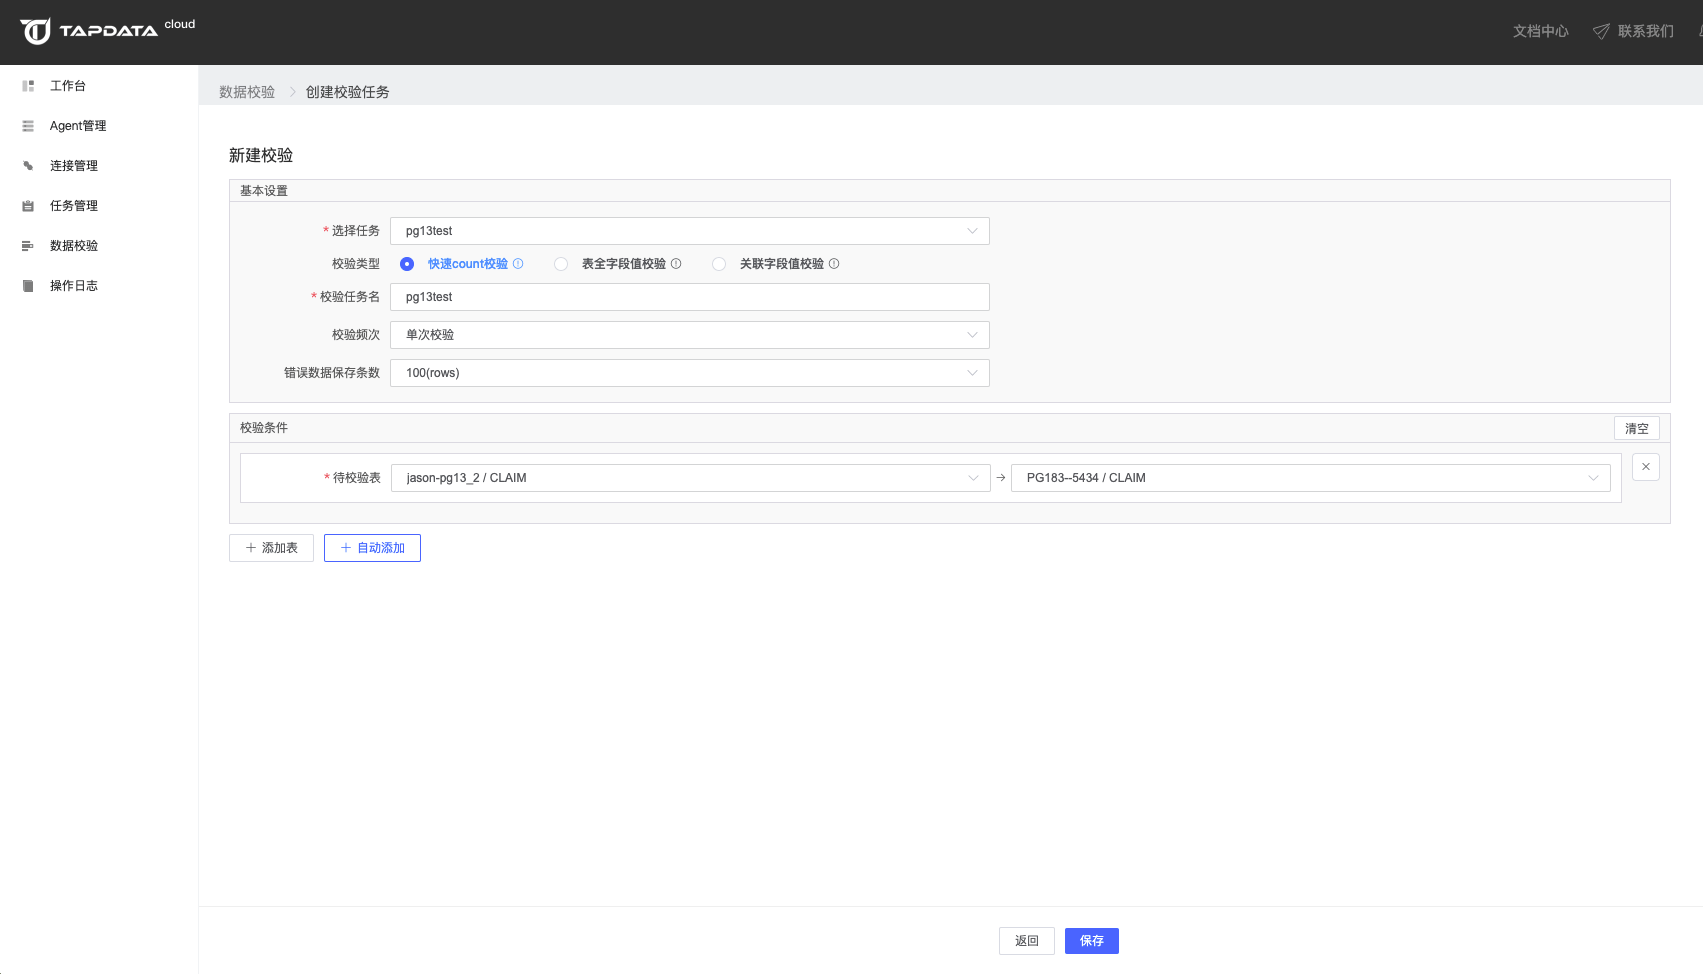 TAPDATA cloud
文档中心
联系我们
工作台
Agent管理
连接管理
任务管理
数据校验
操作日志
数据校验 > 创建校验任务
新建校验
基本设置
* 选择任务 pg13test
校验类型 快速count校验 表全字段值校验 关联字段值校验
* 校验任务名 pg13test
校验频次 单次校验
错误数据保存条数 100(rows)
校验条件 清空
* 待校验表 jason-pg13_2 / CLAIM → PG183--5434 / CLAIM
+ 添加表 + 自动添加
返回 保存